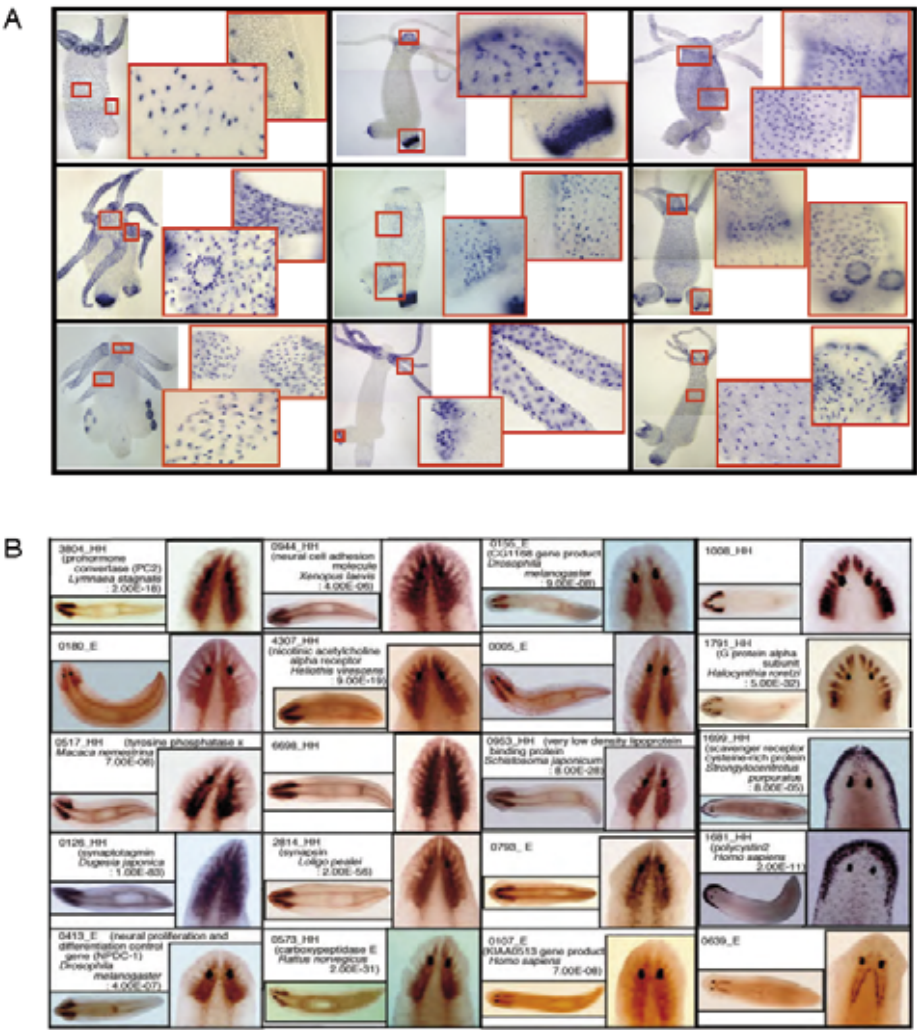 A
B
3804_HH
(prohormone
convertase (PC2)
Lymnaea stagnats
: 2.00E-18)
0944_HH
(neural cell adhesion
molecule
Xenopus laevis
: 4.00E-06)
0155_E
(CG1168 gene product
Drosophila
melanogaster
: 9.00E-08)
1008_HH
0180_E
4307_HH
(nicotinic acetylcholine
alpha receptor
Heliothis virescens
: 9.00E-19)
0005_E
1791_HH
(G protein alpha
subunit
Halocynthia roretzi
: 5.00E-32)
0517_HH (tyrosine phosphatase x
Macaca nemestrina
7.00E-06)
6698_HH
0953_HH (very low density lipoprotein
binding protein
Schistosoma japonicum
: 8.00E-28)
1699_HH
(scavenger receptor
cysteine-rich protein
Strongylocentrotus
purpuratus
: 8.00E-05)
0126_HH
(synaptotagmin
Dugesia japonica
: 1.00E-83)
2814_HH
(synapsin
Loligo pealei
: 2.00E-56)
0793_E
1681_HH
(polycystin2
Homo sapiens
2.00E-11)
0413_E (neural proliferation and
differentiation control
gene (NPDC-1)
Drosophila
melanogaster
: 4.00E-07)
0573_HH
(carboxypeptidase E
Rattus norvegicus
2.00E-31)
0107_E
(KIAA0513 gene product
Homo sapiens
7.00E-08)
0639_E